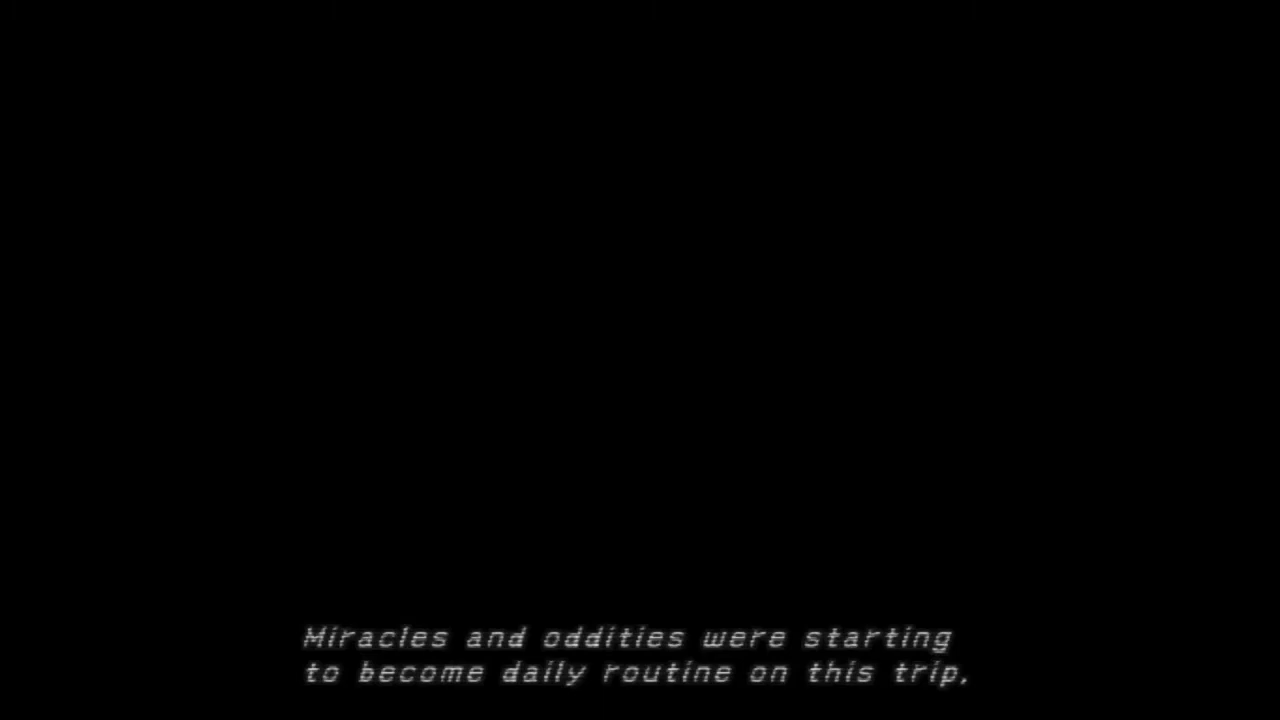 Miracles and oddities were starting
to become daily routine on this trip,